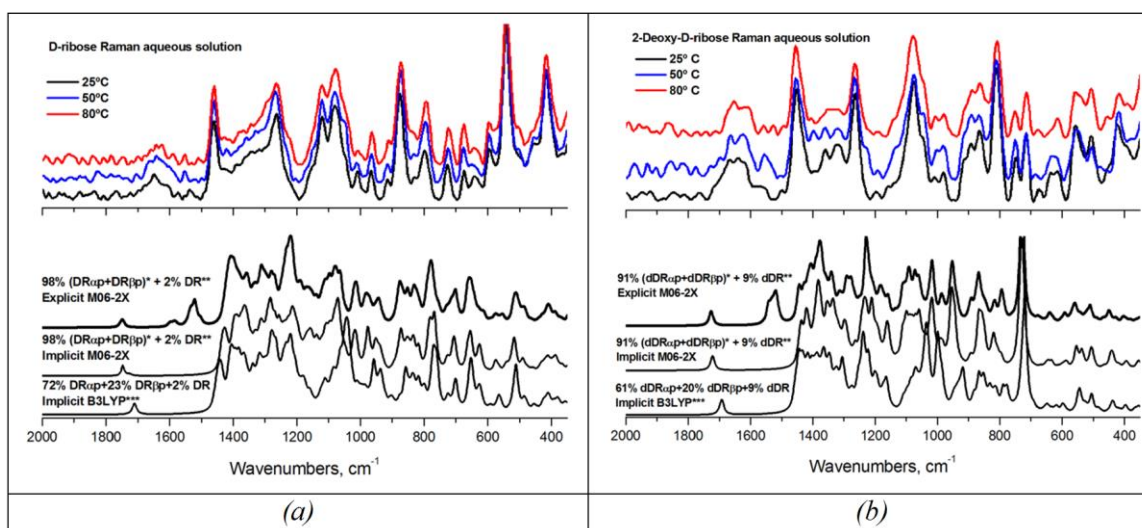 D-ribose Raman aqueous solution
25º C
50ºC
80ºC
98% (DRαp+DRβp)* + 2% DR**
Explicit M06-2X
98% (DRαp+DRβp)* + 2% DR**
Implicit M06-2X
72% DRαp+23% DRβp+2% DR
Implicit B3LYP***
2000 1800 1600 1400 1200 1000 800 600 400
Wavenumbers, cm-1
(a)
2-Deoxy-D-ribose Raman aqueous solution
25º C
50º C
80º C
91% (dDRαp+dDRβp)* + 9% dDR**
Explicit M06-2X
91% (dDRαp+dDRβp)* + 9% dDR**
Implicit M06-2X
61% dDRαp+20% dDRβp+9% dDR
Implicit B3LYP***
2000 1800 1600 1400 1200 1000 800 600 400
Wavenumbers, cm-1
(b)